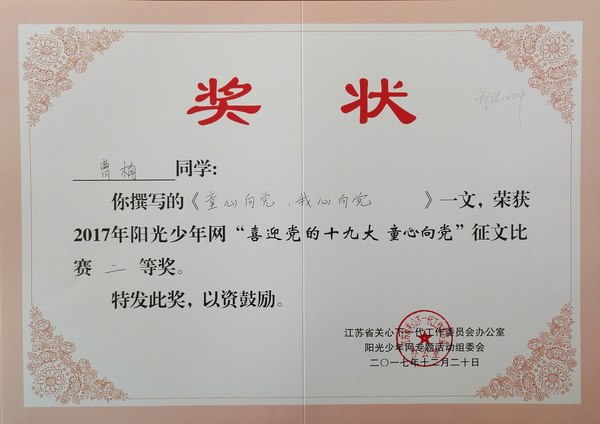 奖 状
曹楠 同学：
你撰写的《童心向党，我心向党》一文，荣获
2017年阳光少年网“喜迎党的十九大 童心向党”征文比
赛 二 等奖。
特发此奖，以资鼓励。
江苏省关心下一代工作委员会办公室
阳光少年网专题活动组委会
二〇一七年十二月二十日